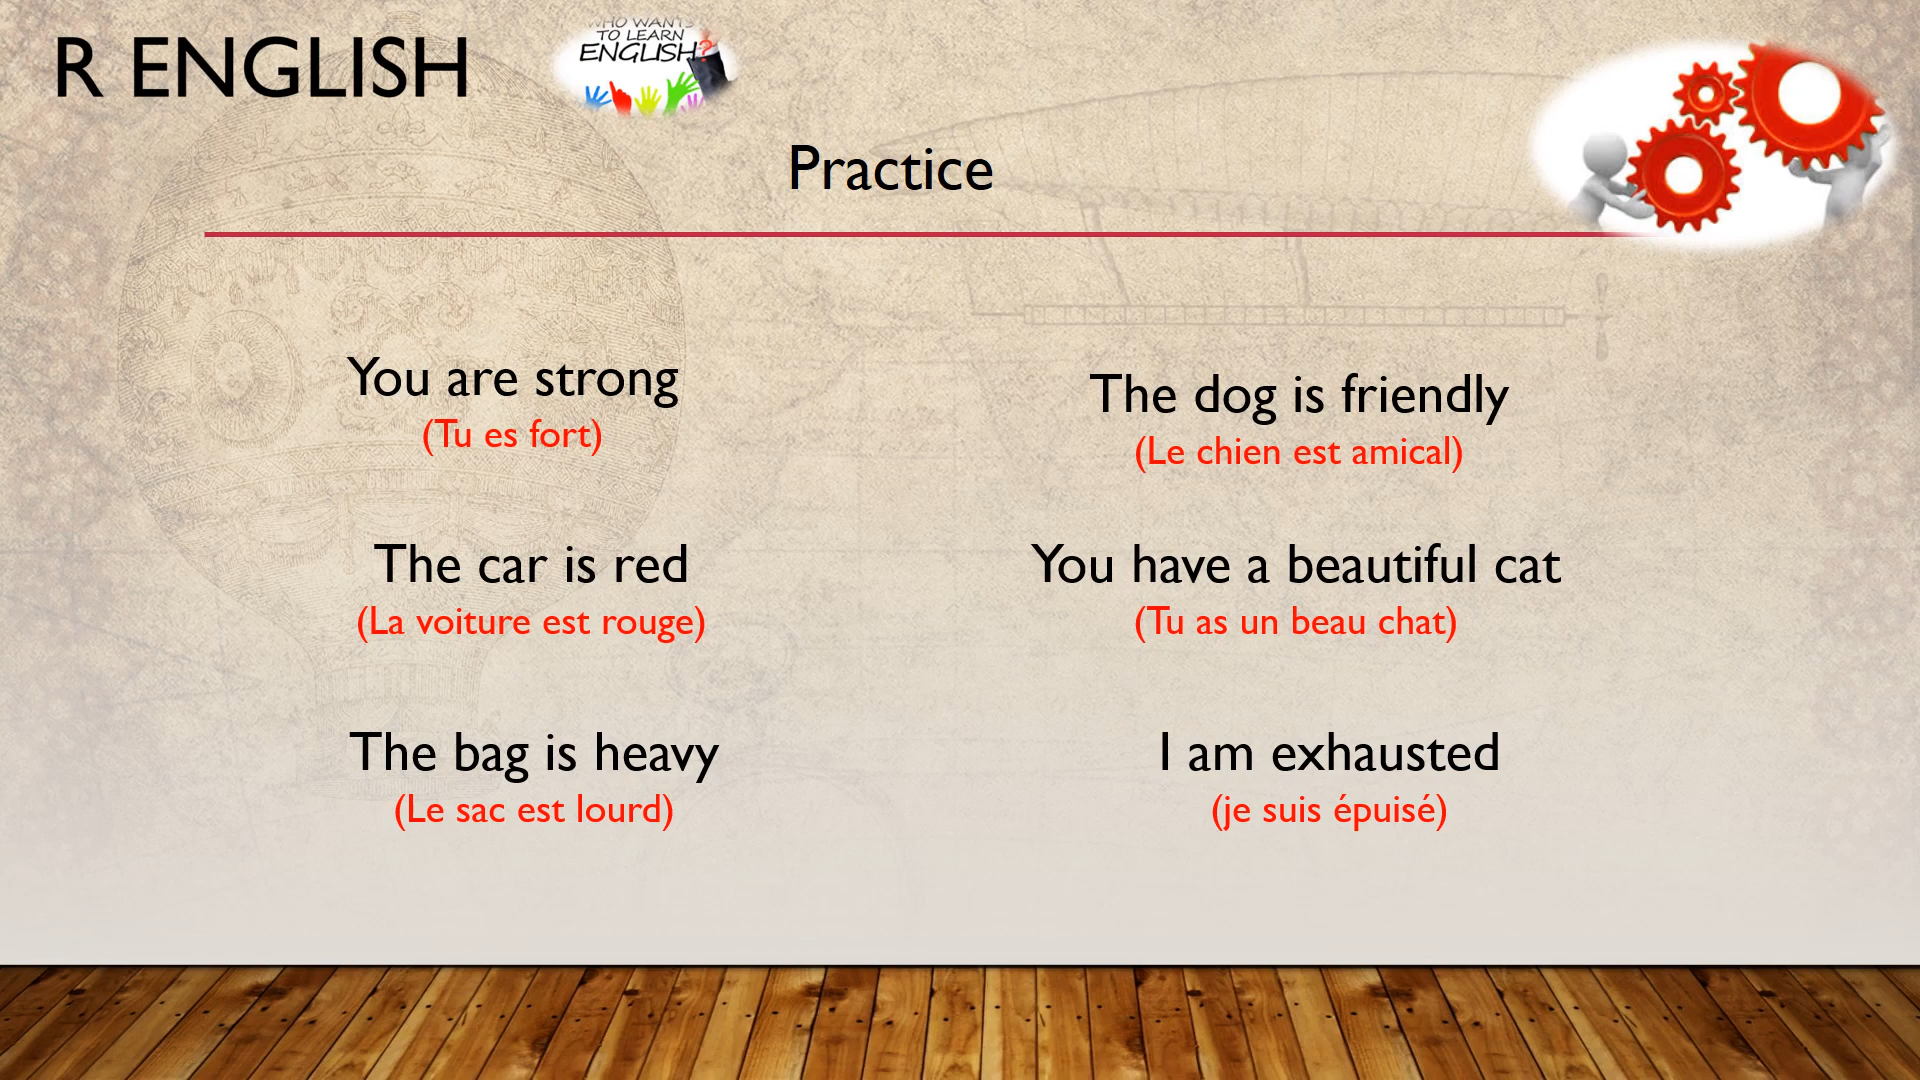 R ENGLISH
WHO WANTS
TO LEARN
ENGLISH?
Practice
You are strong
(Tu es fort)
The car is red
(La voiture est rouge)
The bag is heavy
(Le sac est lourd)
The dog is friendly
(Le chien est amical)
You have a beautiful cat
(Tu as un beau chat)
I am exhausted
(je suis épuisé)